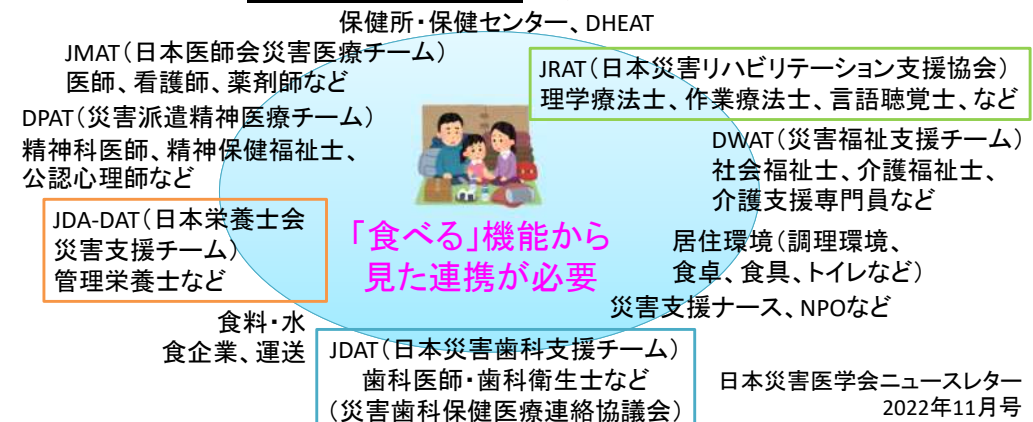 保健所・保健センター、DHEAT
JMAT（日本医師会災害医療チーム）
医師、看護師、薬剤師など
JRAT（日本災害リハビリテーション支援協会）
理学療法士、作業療法士、言語聴覚士、など
DPAT（災害派遣精神医療チーム）
精神科医師、精神保健福祉士、
公認心理師など
DWAT（災害福祉支援チーム）
社会福祉士、介護福祉士、
介護支援専門員など
JDA-DAT（日本栄養士会
災害支援チーム）
管理栄養士など
「食べる」機能から
見た連携が必要
居住環境（調理環境、
食卓、食具、トイレなど）
災害支援ナース、NPOなど
食料・水
食企業、運送
JDAT（日本災害歯科支援チーム）
歯科医師・歯科衛生士など
（災害歯科保健医療連絡協議会）
日本災害医学会ニュースレター
2022年11月号